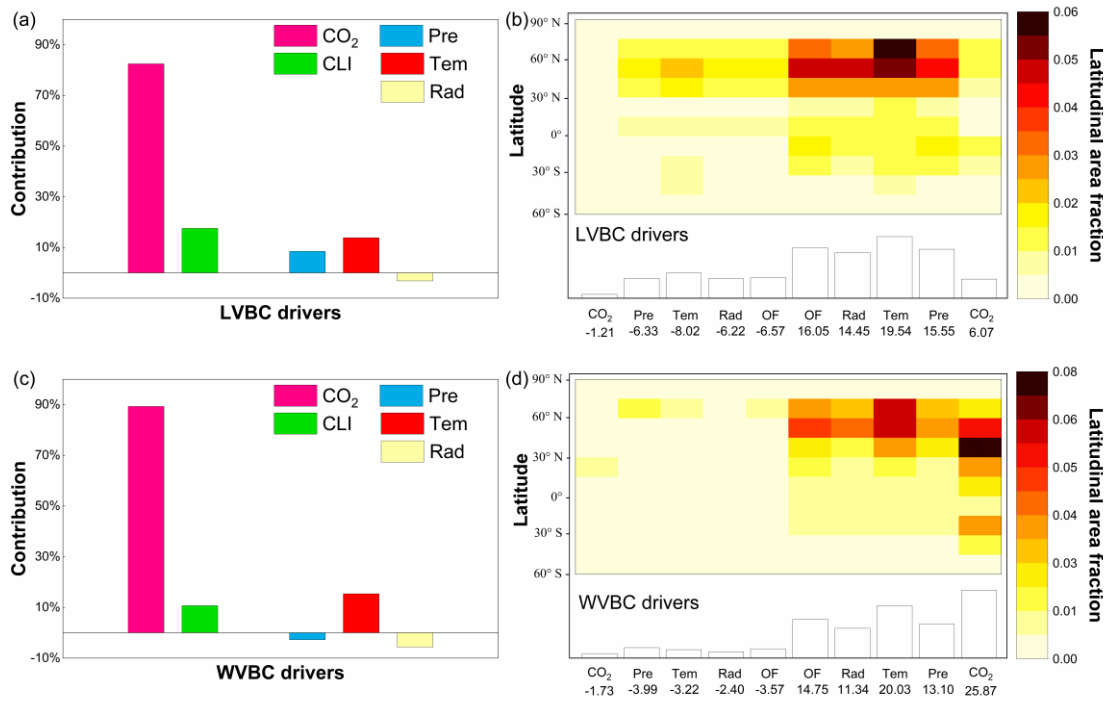 (a)
90%
70%
50%
30%
10%
-10%
Contribution
CO₂
CLI
Pre
Tem
Rad
LVBC drivers
(b)
90° N
60° N
30° N
0°
30° S
60° S
Latitude
LVBC drivers
CO₂ Pre Tem Rad OF OF Rad Tem Pre CO₂
-1.21 -6.33 -8.02 -6.22 -6.57 16.05 14.45 19.54 15.55 6.07
0.06
0.06
0.05
0.04
0.03
0.02
0.01
0.00
Latitudinal area fraction
(c)
90%
70%
50%
30%
10%
-10%
Contribution
CO₂
CLI
Pre
Tem
Rad
WVBC drivers
(d)
90° N
60° N
30° N
0°
30° S
60° S
Latitude
WVBC drivers
CO₂ Pre Tem Rad OF OF Rad Tem Pre CO₂
-1.73 -3.99 -3.22 -2.40 -3.57 14.75 11.34 20.03 13.10 25.87
0.08
0.06
0.05
0.04
0.03
0.01
0.00
Latitudinal area fraction